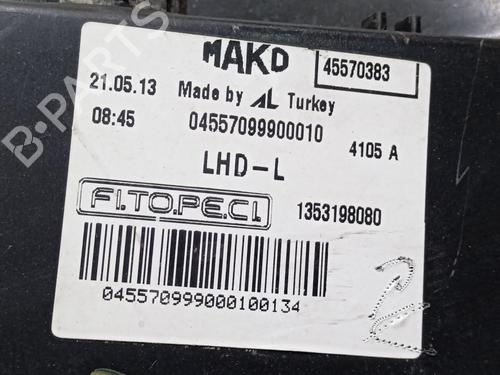 MAKO
45570383
21.05.13 Made by AL Turkey
08:45 04557099900010 4105 A
LHD-L
FI.TO.PE.CI. 1353198080
045570999000100134
2
B-PARTS